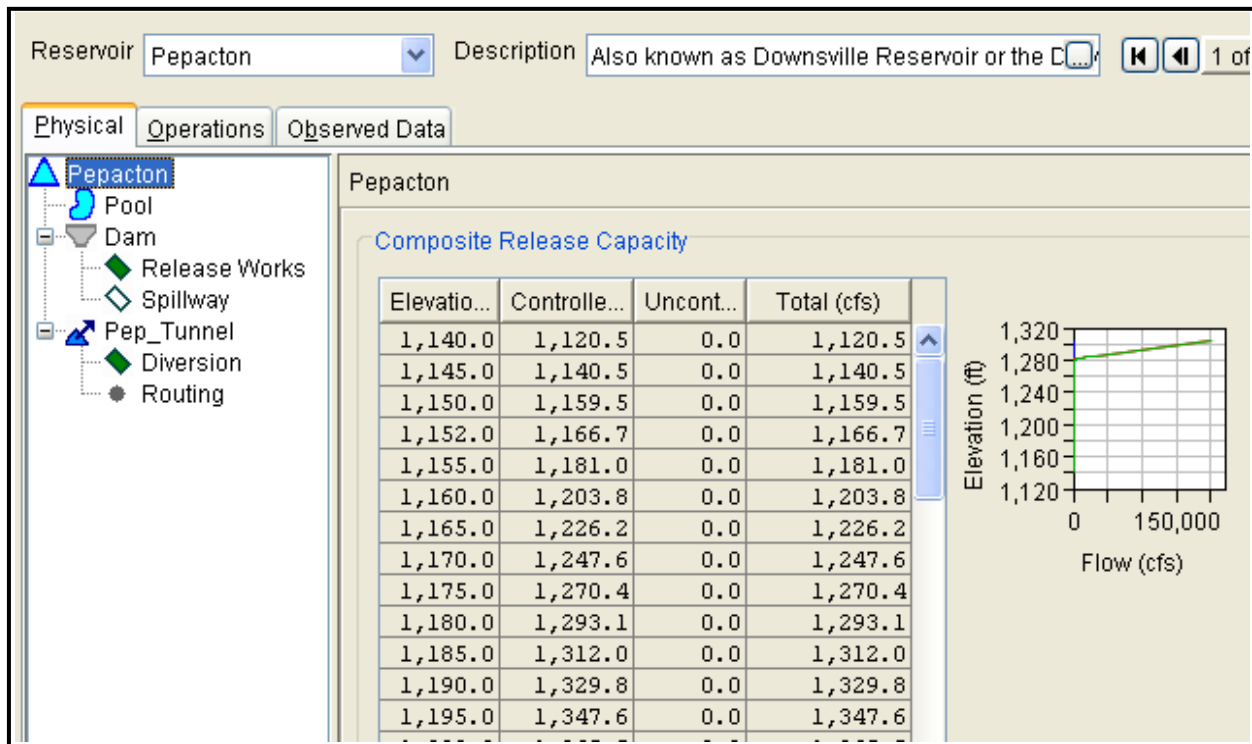 Reservoir Pepacton Description Also known as Downsville Reservoir or the D ... 1 of
Physical Operations Observed Data
Pepacton
Pool
Dam
Release Works
Spillway
Pep_Tunnel
Diversion
Routing
Pepacton
Composite Release Capacity
Elevatio... Controlle... Uncont... Total (cfs)
1,140.0 1,120.5 0.0 1,120.5
1,145.0 1,140.5 0.0 1,140.5
1,150.0 1,159.5 0.0 1,159.5
1,152.0 1,166.7 0.0 1,166.7
1,155.0 1,181.0 0.0 1,181.0
1,160.0 1,203.8 0.0 1,203.8
1,165.0 1,226.2 0.0 1,226.2
1,170.0 1,247.6 0.0 1,247.6
1,175.0 1,270.4 0.0 1,270.4
1,180.0 1,293.1 0.0 1,293.1
1,185.0 1,312.0 0.0 1,312.0
1,190.0 1,329.8 0.0 1,329.8
1,195.0 1,347.6 0.0 1,347.6
Elevation (ft)
1,320
1,280
1,240
1,200
1,160
1,120
0 150,000
Flow (cfs)